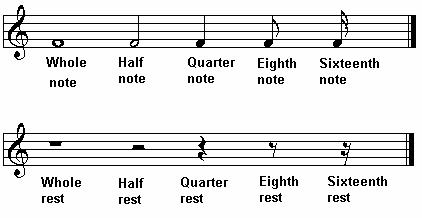 Whole Half Quarter Eighth Sixteenth
note note note note note
Whole Half Quarter Eighth Sixteenth
rest rest rest rest rest